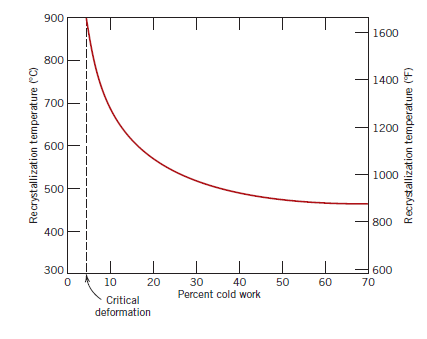 900
800
700
600
500
400
300
Recrystallization temperature (°C)
1600
1400
1200
1000
800
600
Recrystallization temperature (°F)
0 10 20 30 40 50 60 70
Percent cold work
Critical
deformation